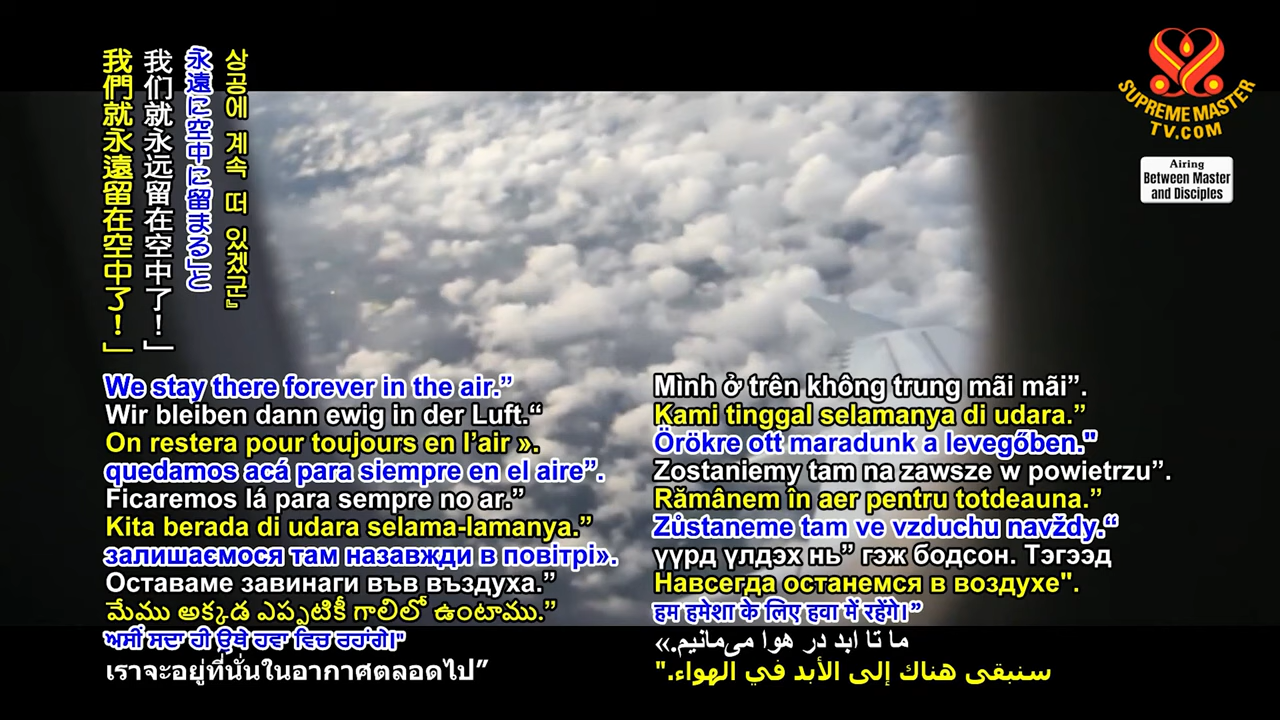 상공에 계속 떠 있겠군』
永遠に空中に留まる」と
我们就永远留在空中了！」
我們就永遠留在空中了！」
SUPREME MASTER
TV.COM
Airing
Between Master
and Disciples
We stay there forever in the air.”
Wir bleiben dann ewig in der Luft.“
On restera pour toujours en l’air ».
quedamos acá para siempre en el aire”.
Ficaremos lá para sempre no ar.”
Kita berada di udara selama-lamanya.”
залишаємося там назавжди в повітрі».
Оставаме завинаги във въздуха.”
మేము అక్కడ ఎప్పటికీ గాలిలో ఉంటాము.”
ਅਸੀਂ ਸਦਾ ਹੀ ਉਥੇ ਹਵਾ ਵਿਚ ਰਹਾਂਗੇ।"
เราจะอยู่ที่นั่นในอากาศตลอดไป”
Mình ở trên không trung mãi mãi”.
Kami tinggal selamanya di udara.”
Örökre ott maradunk a levegőben."
Zostaniemy tam na zawsze w powietrzu”.
Rămânem în aer pentru totdeauna.”
Zůstaneme tam ve vzduchu navždy.“
үүрд үлдэх нь” гэж бодсон. Тэгээд
Навсегда останемся в воздухе".
हम हमेशा के लिए हवा में रहेंगे।”
ما تا ابد در هوا می‌مانیم.»
سنبقى هناك إلى الأبد في الهواء."